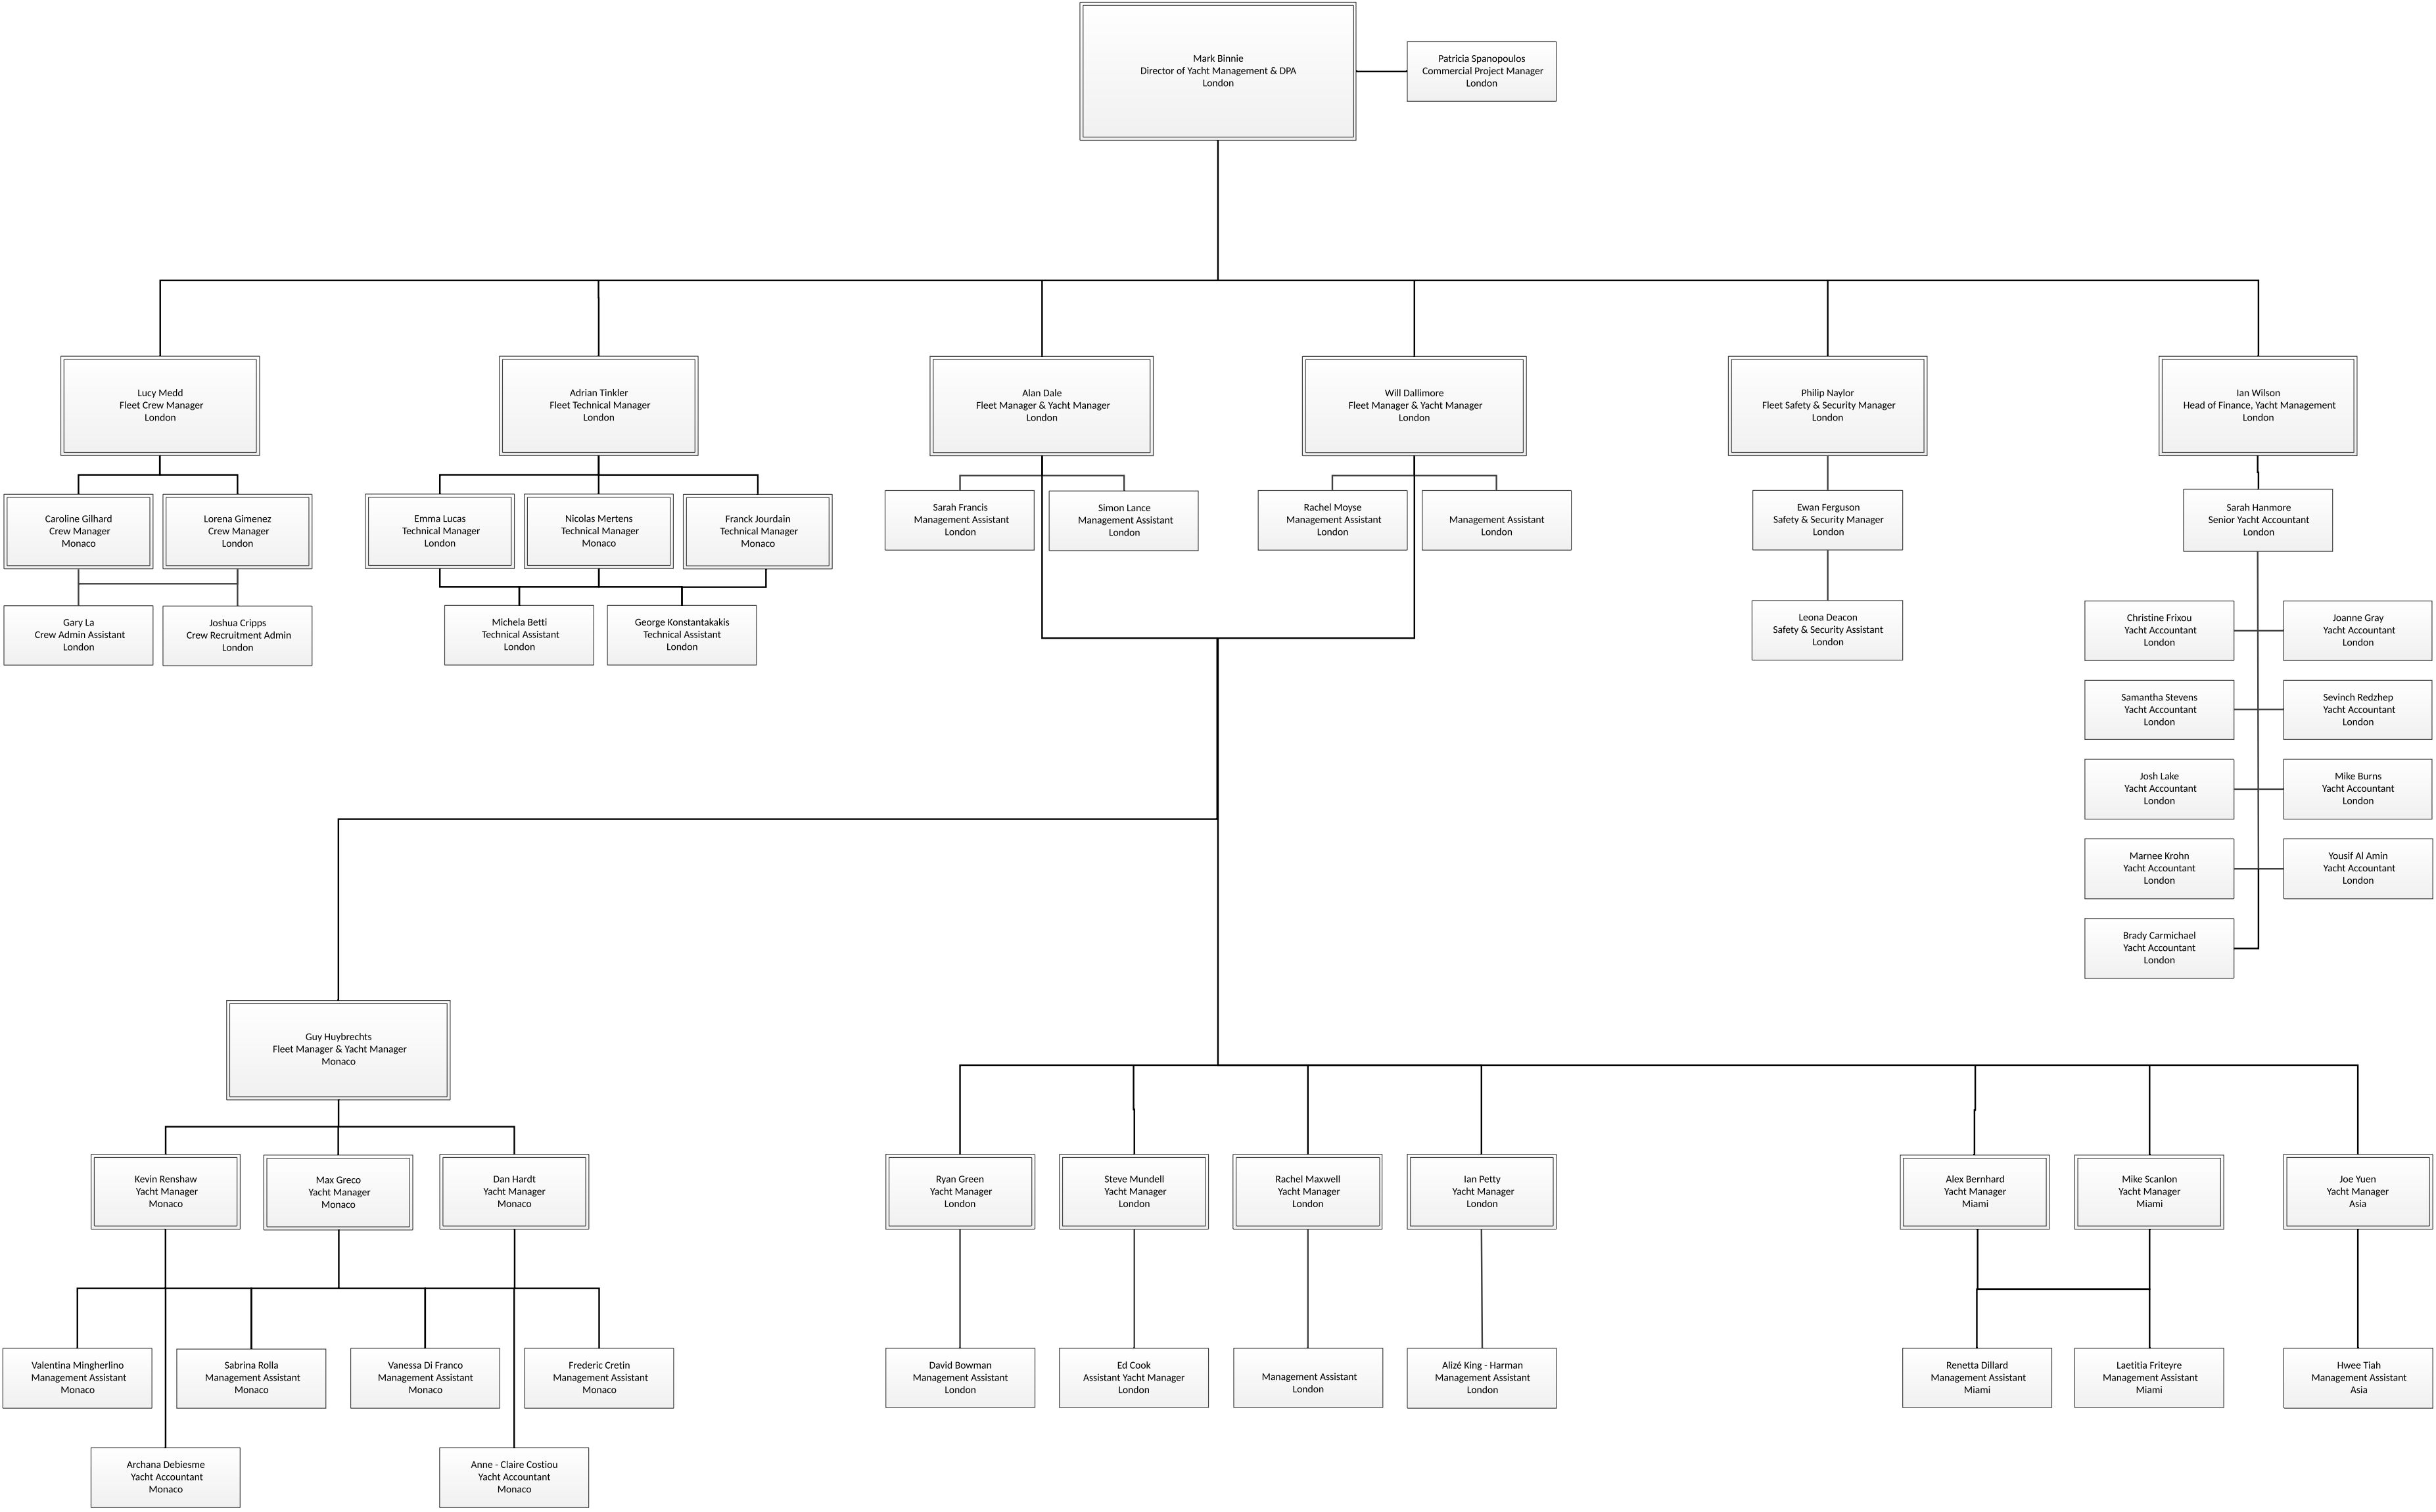 Mark Binnie
Director of Yacht Management & DPA
London
Patricia Spanopoulos
Commercial Project Manager
London
Lucy Medd
Fleet Crew Manager
London
Adrian Tinkler
Fleet Technical Manager
London
Alan Dale
Fleet Manager & Yacht Manager
London
Will Dallimore
Fleet Manager & Yacht Manager
London
Philip Naylor
Fleet Safety & Security Manager
London
Ian Wilson
Head of Finance, Yacht Management
London
Caroline Gilhard
Crew Manager
Monaco
Lorena Gimenez
Crew Manager
London
Emma Lucas
Technical Manager
London
Nicolas Mertens
Technical Manager
Monaco
Franck Jourdain
Technical Manager
Monaco
Sarah Francis
Management Assistant
London
Simon Lance
Management Assistant
London
Rachel Moyse
Management Assistant
London
Management Assistant
London
Ewan Ferguson
Safety & Security Manager
London
Sarah Hanmore
Senior Yacht Accountant
London
Gary La
Crew Admin Assistant
London
Joshua Cripps
Crew Recruitment Admin
London
Michela Betti
Technical Assistant
London
George Konstantakakis
Technical Assistant
London
Leona Deacon
Safety & Security Assistant
London
Christine Frixou
Yacht Accountant
London
Joanne Gray
Yacht Accountant
London
Samantha Stevens
Yacht Accountant
London
Sevinch Redzhep
Yacht Accountant
London
Josh Lake
Yacht Accountant
London
Mike Burns
Yacht Accountant
London
Marnee Krohn
Yacht Accountant
London
Yousif Al Amin
Yacht Accountant
London
Brady Carmichael
Yacht Accountant
London
Guy Huybrechts
Fleet Manager & Yacht Manager
Monaco
Kevin Renshaw
Yacht Manager
Monaco
Max Greco
Yacht Manager
Monaco
Dan Hardt
Yacht Manager
Monaco
Ryan Green
Yacht Manager
London
Steve Mundell
Yacht Manager
London
Rachel Maxwell
Yacht Manager
London
Ian Petty
Yacht Manager
London
Alex Bernhard
Yacht Manager
Miami
Mike Scanlon
Yacht Manager
Miami
Joe Yuen
Yacht Manager
Asia
Valentina Mingherlino
Management Assistant
Monaco
Sabrina Rolla
Management Assistant
Monaco
Vanessa Di Franco
Management Assistant
Monaco
Frederic Cretin
Management Assistant
Monaco
David Bowman
Management Assistant
London
Ed Cook
Assistant Yacht Manager
London
Management Assistant
London
Alizé King - Harman
Management Assistant
London
Renetta Dillard
Management Assistant
Miami
Laetitia Friteyre
Management Assistant
Miami
Hwee Tiah
Management Assistant
Asia
Archana Debiesme
Yacht Accountant
Monaco
Anne - Claire Costiou
Yacht Accountant
Monaco